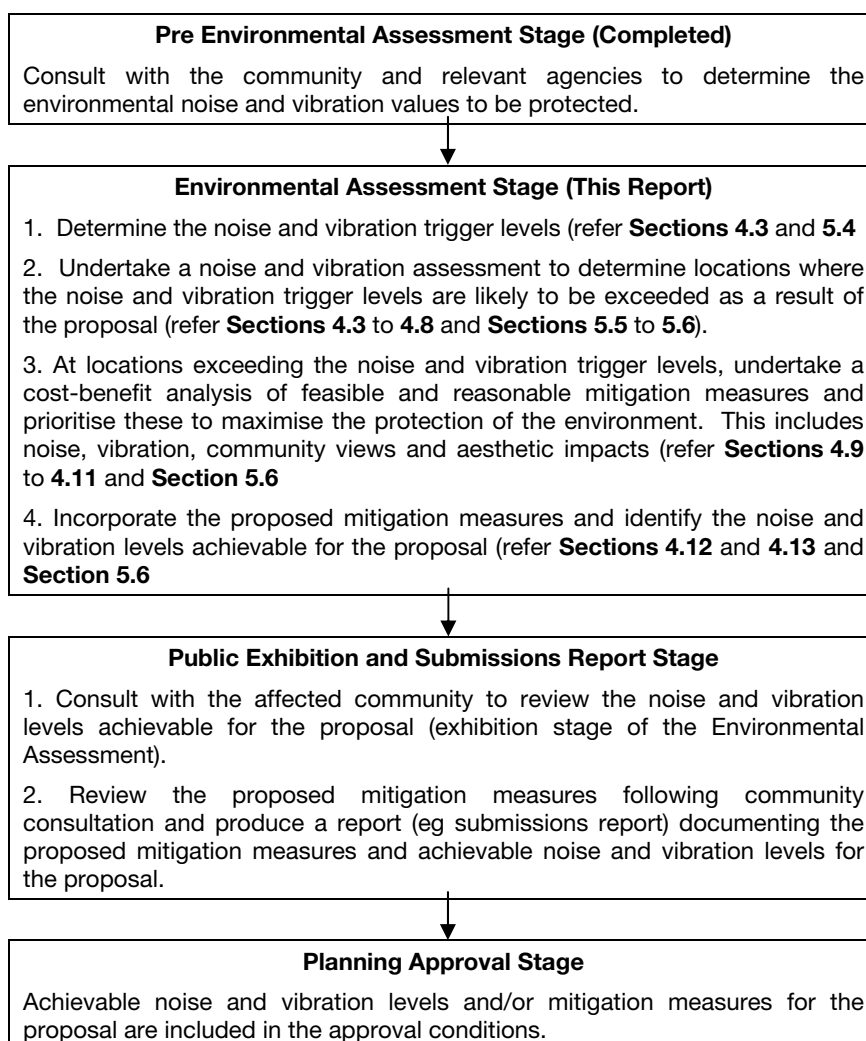 Pre Environmental Assessment Stage (Completed)
Consult with the community and relevant agencies to determine the
environmental noise and vibration values to be protected.
Environmental Assessment Stage (This Report)
1. Determine the noise and vibration trigger levels (refer Sections 4.3 and 5.4
2. Undertake a noise and vibration assessment to determine locations where
the noise and vibration trigger levels are likely to be exceeded as a result of
the proposal (refer Sections 4.3 to 4.8 and Sections 5.5 to 5.6).
3. At locations exceeding the noise and vibration trigger levels, undertake a
cost-benefit analysis of feasible and reasonable mitigation measures and
prioritise these to maximise the protection of the environment. This includes
noise, vibration, community views and aesthetic impacts (refer Sections 4.9
to 4.11 and Section 5.6
4. Incorporate the proposed mitigation measures and identify the noise and
vibration levels achievable for the proposal (refer Sections 4.12 and 4.13 and
Section 5.6
Public Exhibition and Submissions Report Stage
1. Consult with the affected community to review the noise and vibration
levels achievable for the proposal (exhibition stage of the Environmental
Assessment).
2. Review the proposed mitigation measures following community
consultation and produce a report (eg submissions report) documenting the
proposed mitigation measures and achievable noise and vibration levels for
the proposal.
Planning Approval Stage
Achievable noise and vibration levels and/or mitigation measures for the
proposal are included in the approval conditions.